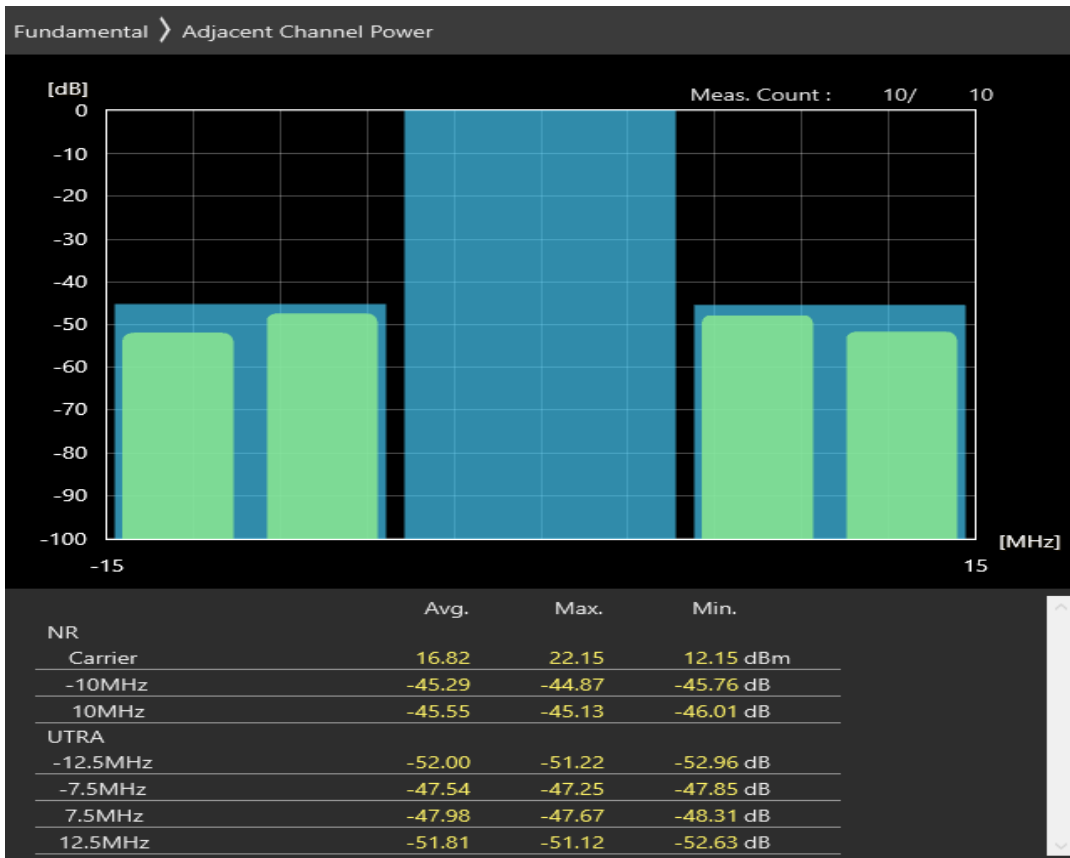 Fundamental 〉 Adjacent Channel Power
[dB]
Meas. Count : 10/ 10
0
-10
-20
-30
-40
-50
-60
-70
-80
-90
-100
[MHz]
-15 15
Avg. Max. Min.
NR
Carrier 16.82 22.15 12.15 dBm
-10MHz -45.29 -44.87 -45.76 dB
10MHz -45.55 -45.13 -46.01 dB
UTRA
-12.5MHz -52.00 -51.22 -52.96 dB
-7.5MHz -47.54 -47.25 -47.85 dB
7.5MHz -47.98 -47.67 -48.31 dB
12.5MHz -51.81 -51.12 -52.63 dB